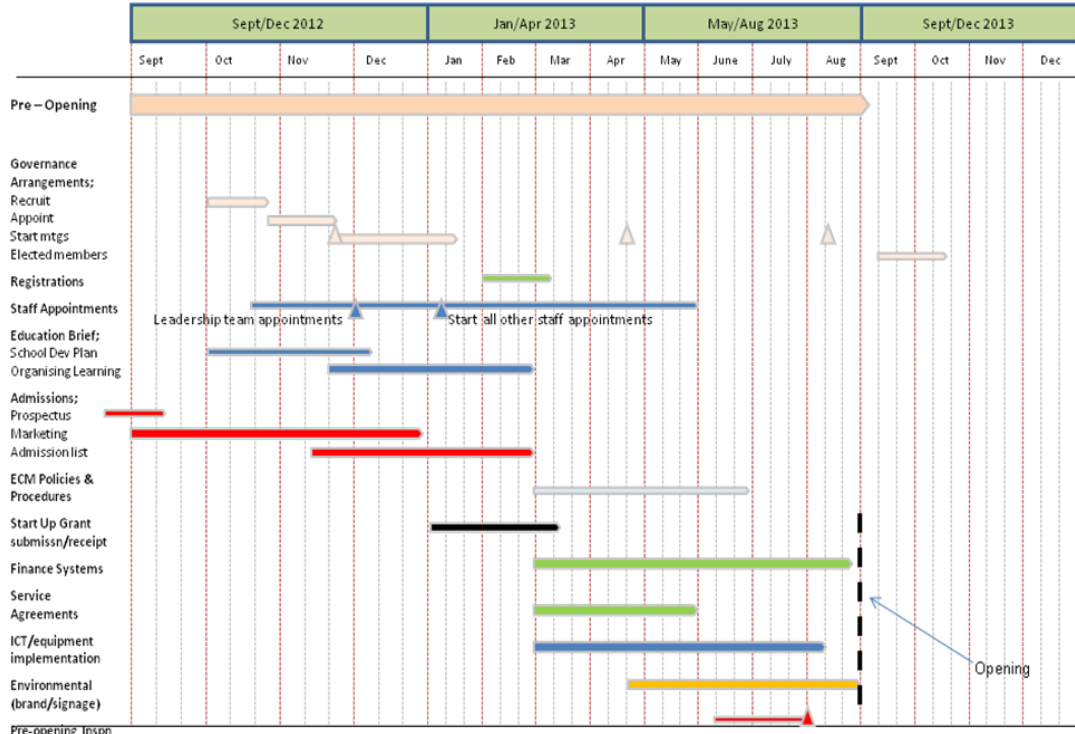 Sept/Dec 2012 Jan/Apr 2013 May/Aug 2013 Sept/Dec 2013
Sept Oct Nov Dec Jan Feb Mar Apr May June July Aug Sept Oct Nov Dec
Pre – Opening
Governance
Arrangements;
Recruit
Appoint
Start mtgs
Elected members
Registrations
Staff Appointments
Leadership team appointments Start all other staff appointments
Education Brief;
School Dev Plan
Organising Learning
Admissions;
Prospectus
Marketing
Admission list
ECM Policies &
Procedures
Start Up Grant
submissn/receipt
Finance Systems
Service
Agreements
ICT/equipment
implementation
Opening
Environmental
(brand/signage)
Pre-opening Inspn